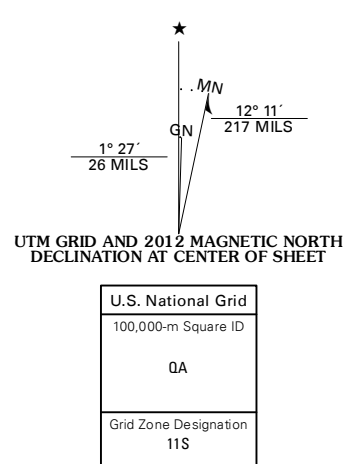 ★
MN
12° 11´
217 MILS
GN
1° 27´
26 MILS
UTM GRID AND 2012 MAGNETIC NORTH
DECLINATION AT CENTER OF SHEET
U.S. National Grid
100,000-m Square ID
QA
Grid Zone Designation
11S